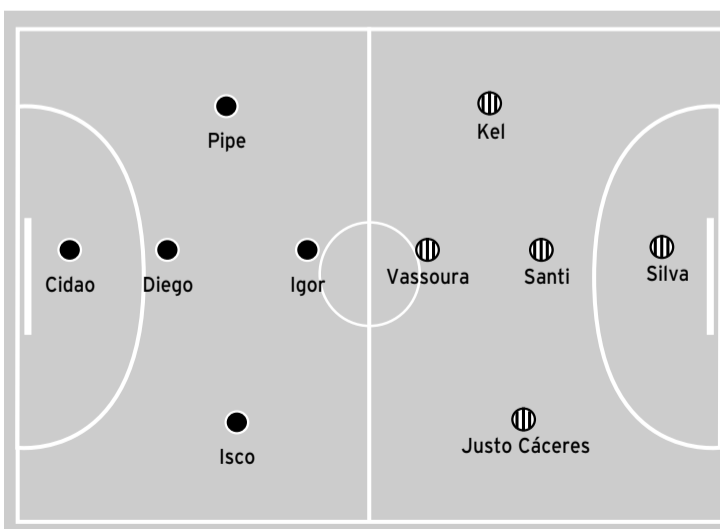 Kel
Pipe
Silva
Vassoura
Santi
Cidao
Diego
Igor
Justo Cáceres
Isco